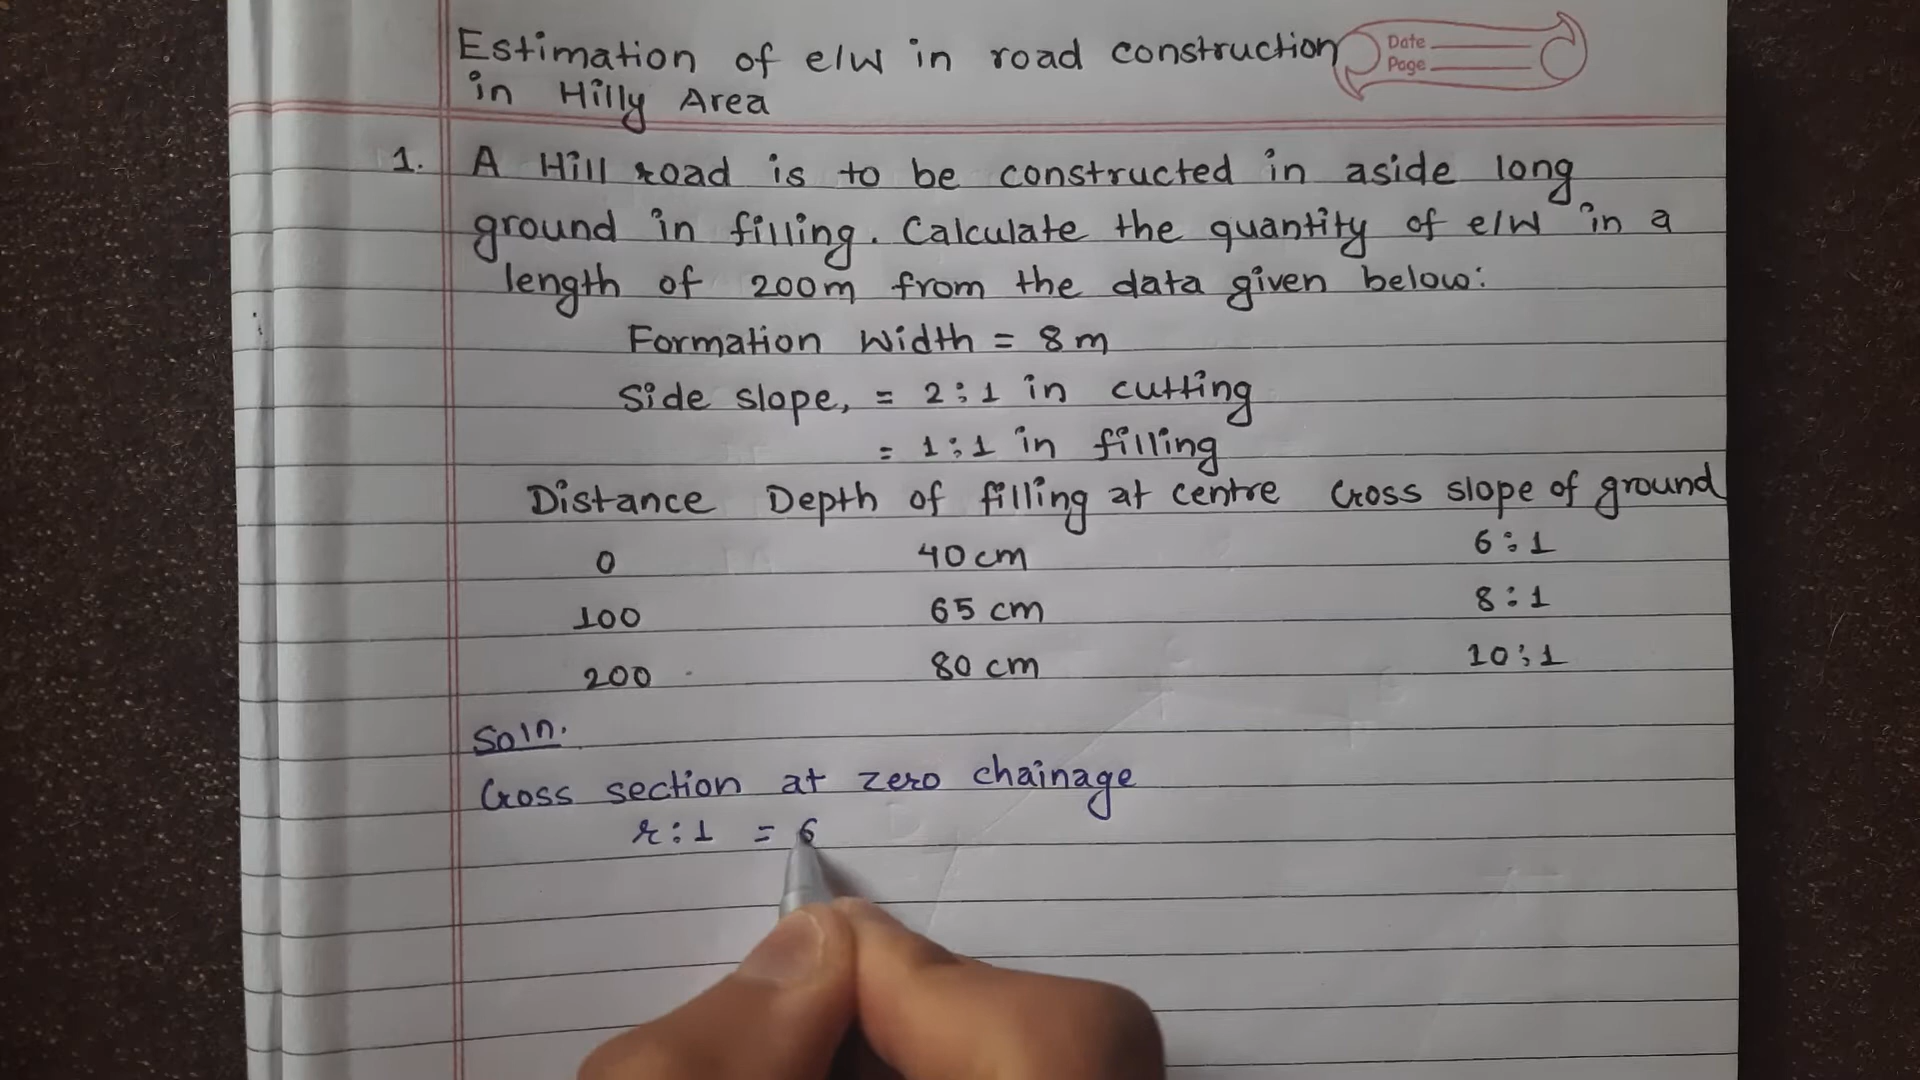 Estimation of e/w in road construction
in Hilly Area
Date
Page
1. A Hill road is to be constructed in aside long
ground in filling. Calculate the quantity of e/w in a
length of 200m from the data given below:
Formation Width = 8m
Side slope, = 2:1 in cutting
= 1:1 in filling
Distance Depth of filling at centre Cross slope of ground
0 40cm 6:1
100 65 cm 8:1
200 80 cm 10:1
Soln.
Cross section at zero chainage
r:1 = 6